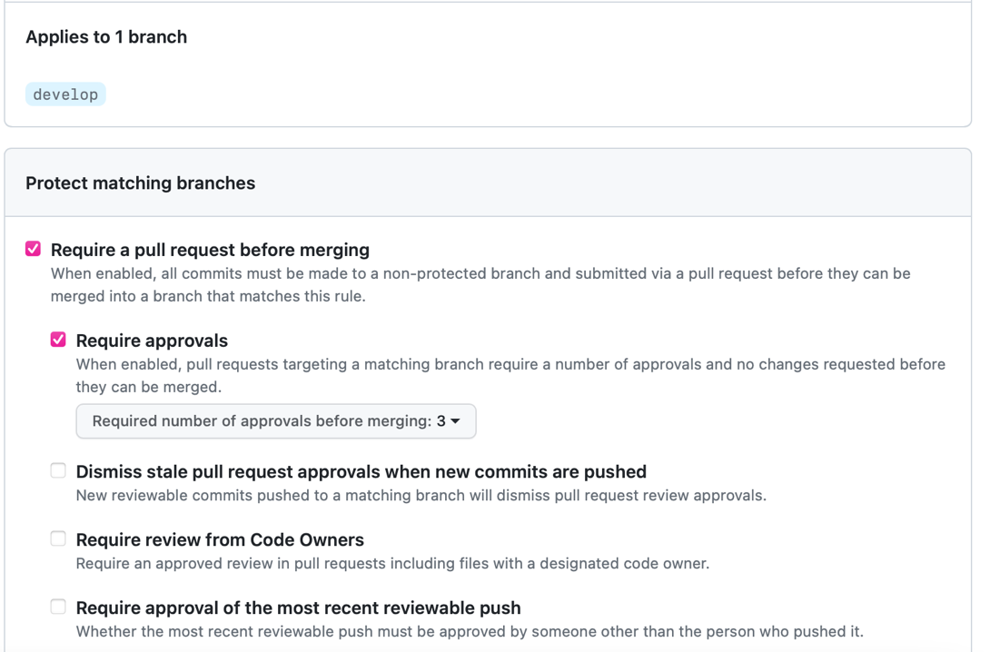 Applies to 1 branch
develop
Protect matching branches
Require a pull request before merging
When enabled, all commits must be made to a non-protected branch and submitted via a pull request before they can be
merged into a branch that matches this rule.
Require approvals
When enabled, pull requests targeting a matching branch require a number of approvals and no changes requested before
they can be merged.
Required number of approvals before merging: 3
Dismiss stale pull request approvals when new commits are pushed
New reviewable commits pushed to a matching branch will dismiss pull request review approvals.
Require review from Code Owners
Require an approved review in pull requests including files with a designated code owner.
Require approval of the most recent reviewable push
Whether the most recent reviewable push must be approved by someone other than the person who pushed it.